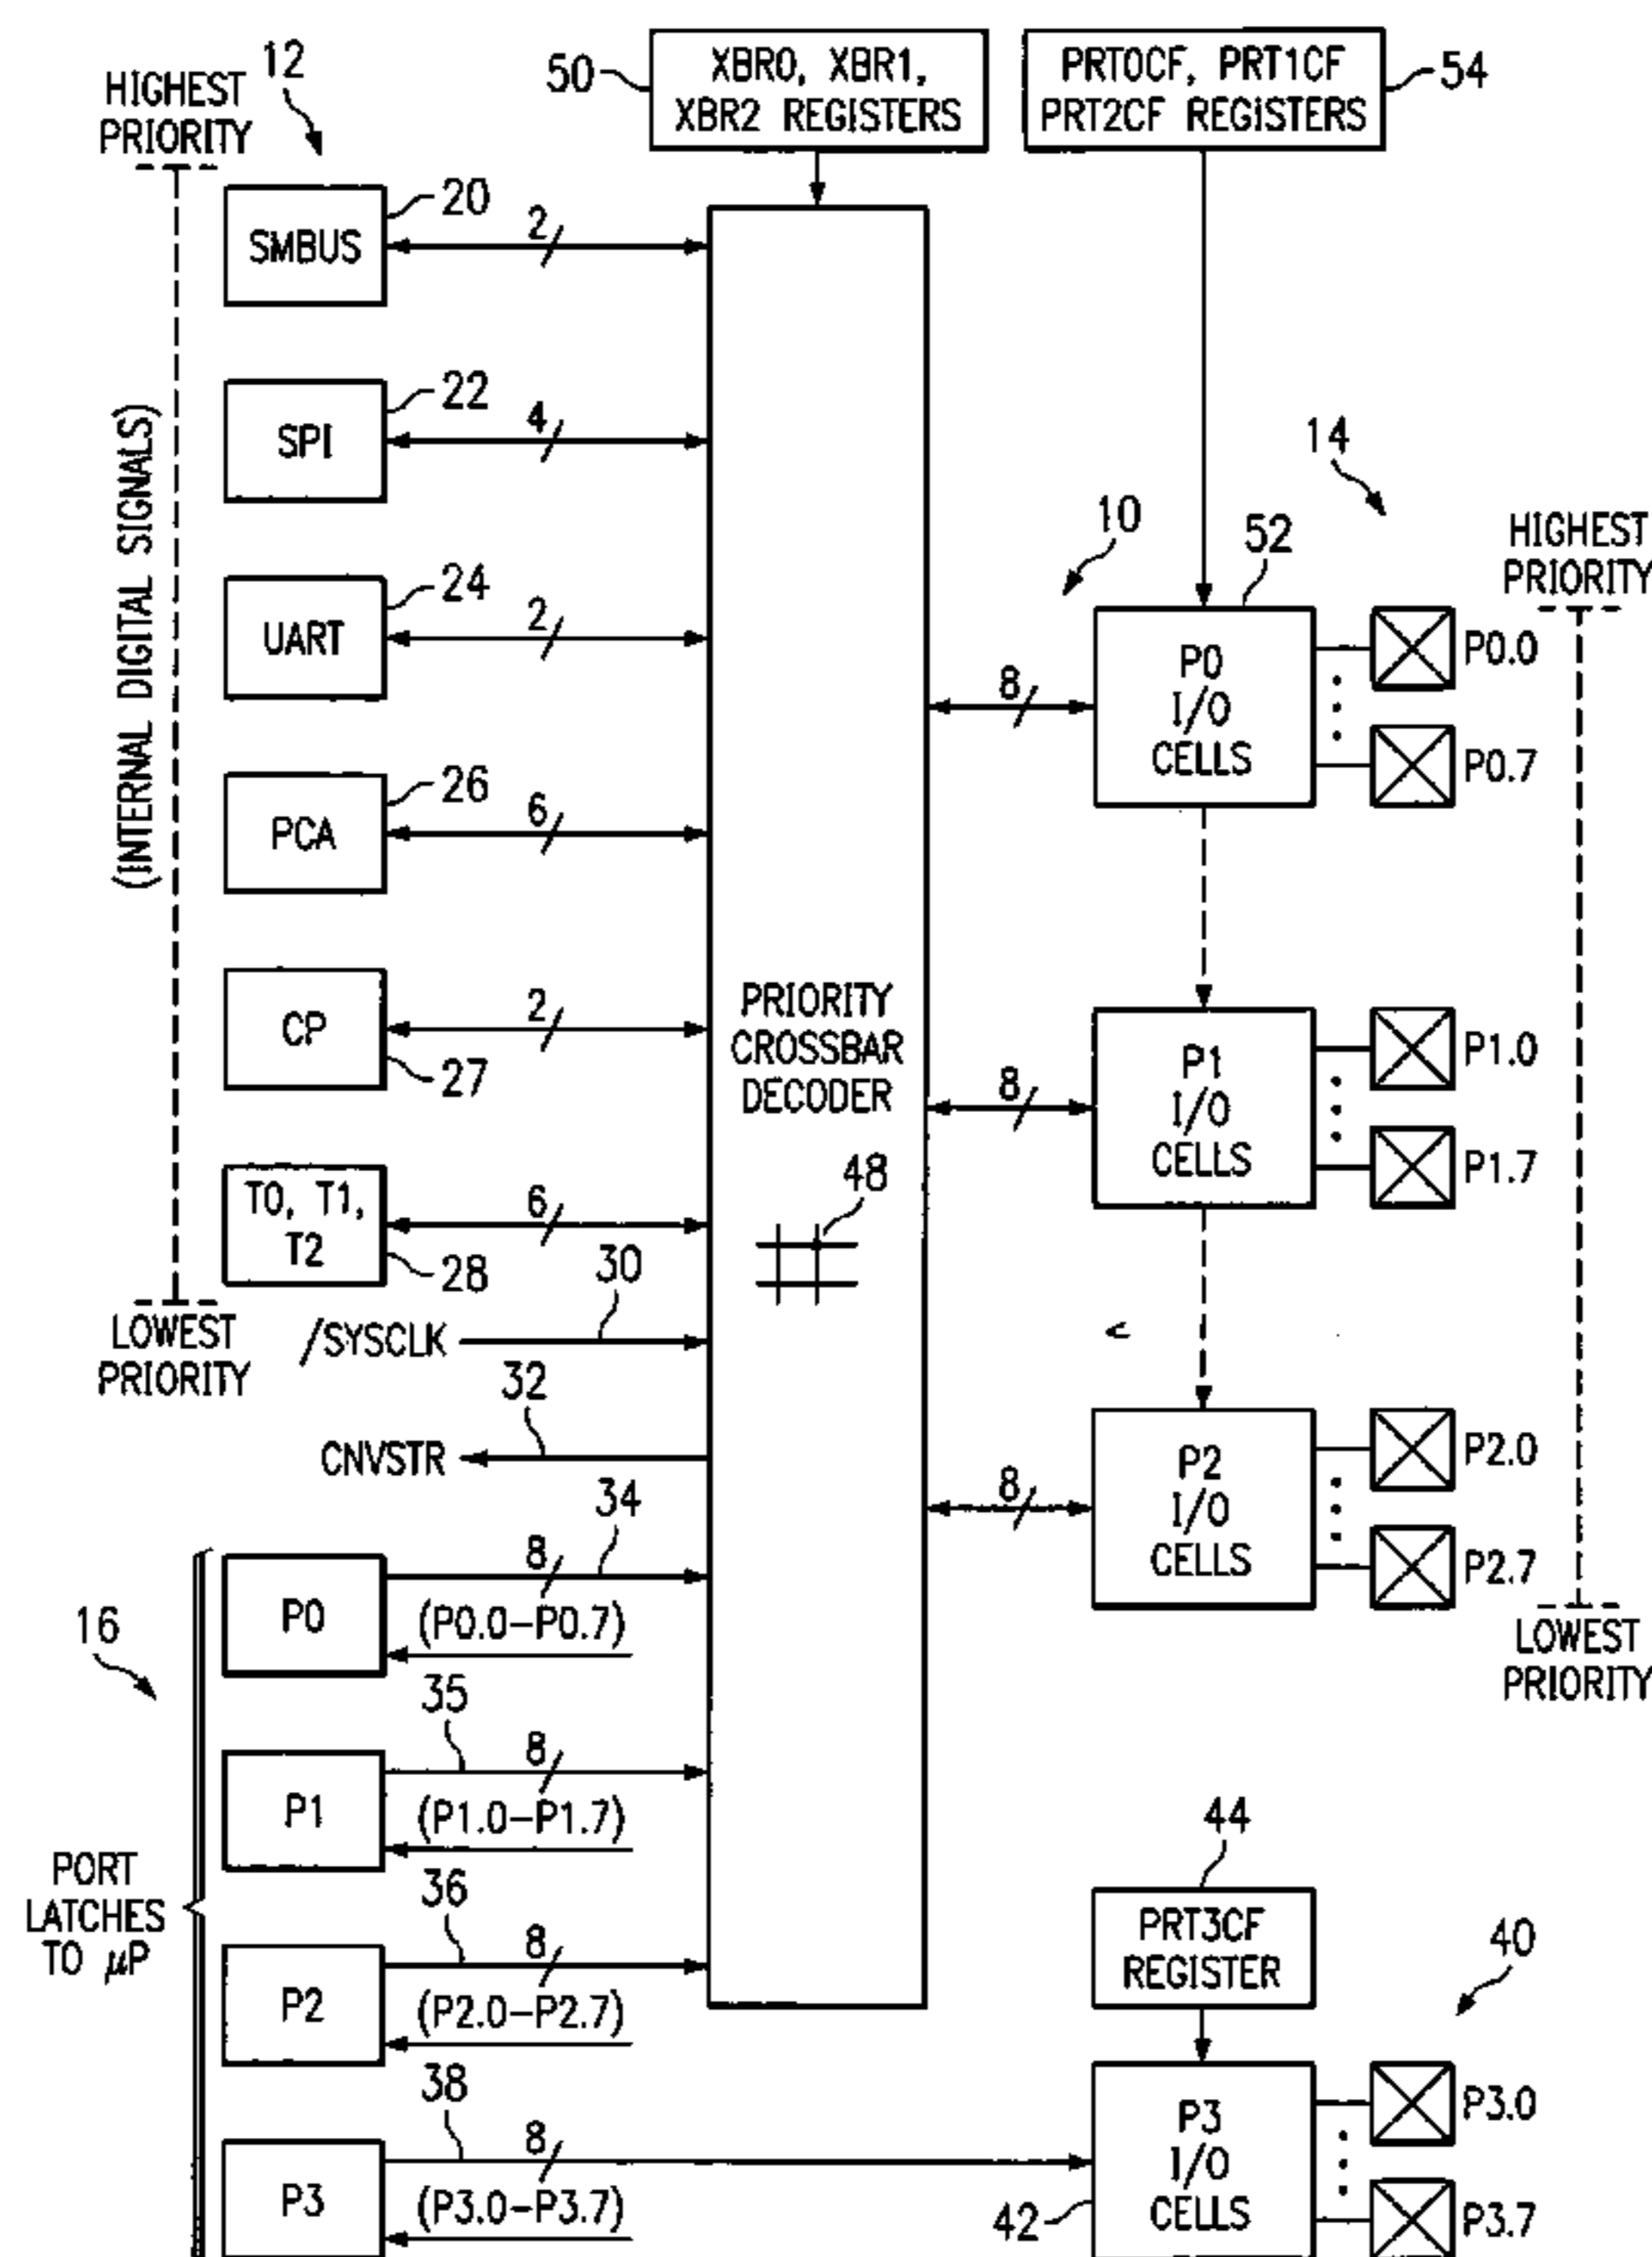 50
XBR0, XBR1,
XBR2 REGISTERS
PRT0CF, PRT1CF
PRT2CF REGISTERS
54
HIGHEST
PRIORITY
12
(INTERNAL DIGITAL SIGNALS)
LOWEST
PRIORITY
SMBUS
20
2
SPI
22
4
UART
24
2
PCA
26
6
CP
27
2
T0, T1,
T2
28
6
/SYSCLK
30
CNVSTR
32
PRIORITY
CROSSBAR
DECODER
48
10
14
52
HIGHEST
PRIORITY
8
P0
I/O
CELLS
P0.0
P0.7
8
P1
I/O
CELLS
P1.0
P1.7
8
P2
I/O
CELLS
P2.0
P2.7
LOWEST
PRIORITY
16
PORT
LATCHES
TO µP
P0
8
34
(P0.0–P0.7)
P1
35
8
(P1.0–P1.7)
P2
36
8
(P2.0–P2.7)
P3
38
8
(P3.0–P3.7)
44
PRT3CF
REGISTER
40
P3
I/O
CELLS
42
P3.0
P3.7